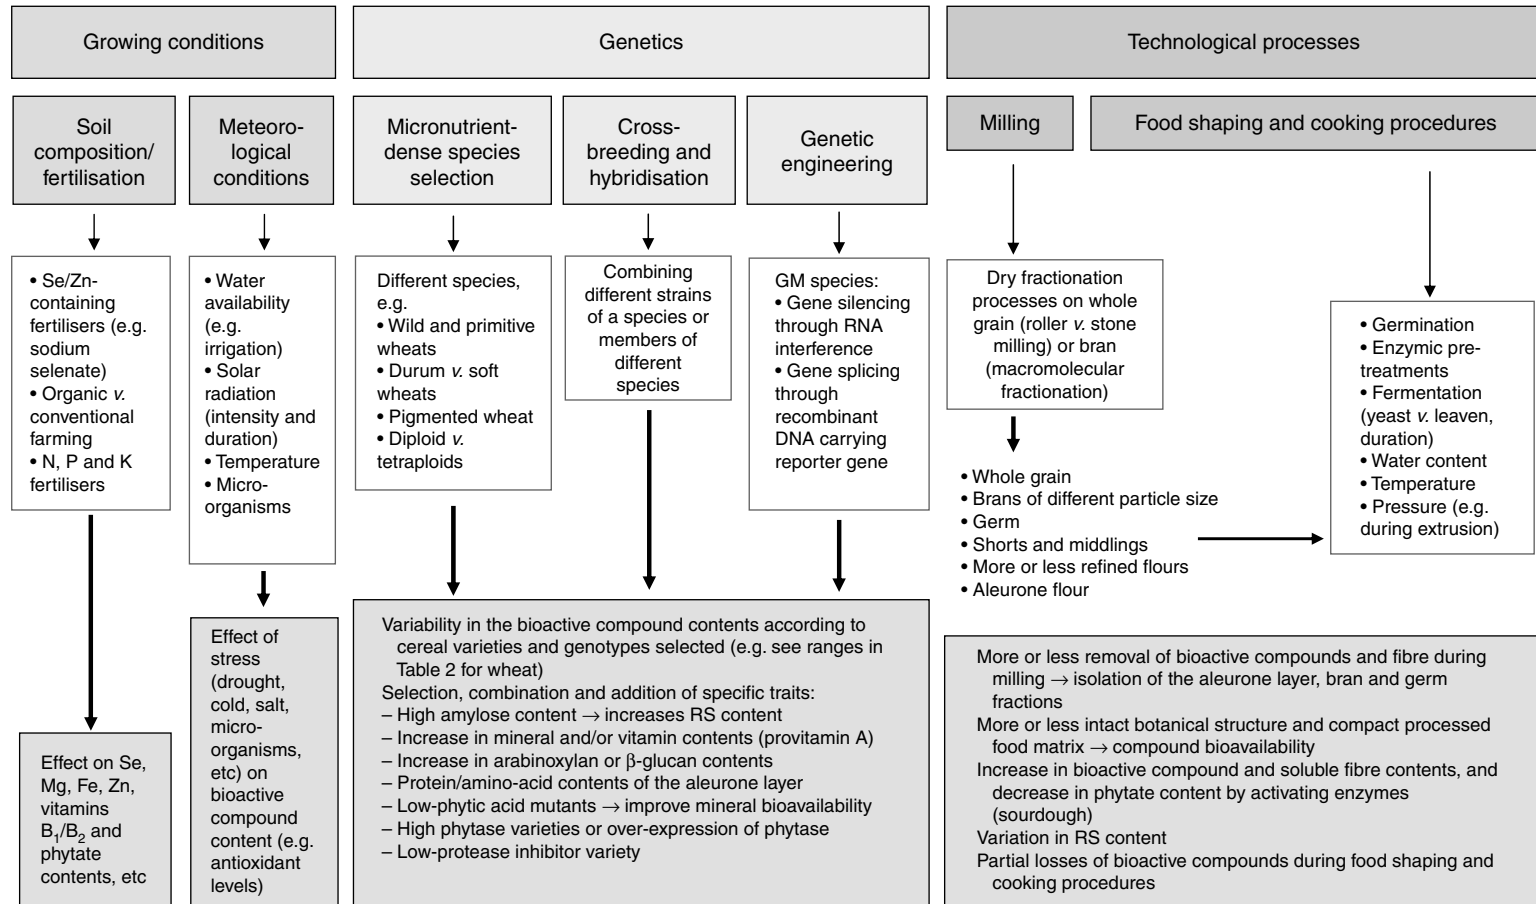 Growing conditions
Genetics
Technological processes
Soil
composition/
fertilisation
Meteoro-
logical
conditions
Micronutrient-
dense species
selection
Cross-
breeding and
hybridisation
Genetic
engineering
Milling
Food shaping and cooking procedures
• Se/Zn-
containing
fertilisers (e.g.
sodium
selenate)
• Organic v.
conventional
farming
• N, P and K
fertilisers
• Water
availability
(e.g.
irrigation)
• Solar
radiation
(intensity and
duration)
• Temperature
• Micro-
organisms
Different species,
e.g.
• Wild and primitive
wheats
• Durum v. soft
wheats
• Pigmented wheat
• Diploid v.
tetraploids
Combining
different strains
of a species or
members of
different
species
GM species:
• Gene silencing
through RNA
interference
• Gene splicing
through
recombinant
DNA carrying
reporter gene
Dry fractionation
processes on whole
grain (roller v. stone
milling) or bran
(macromolecular
fractionation)
• Whole grain
• Brans of different particle size
• Germ
• Shorts and middlings
• More or less refined flours
• Aleurone flour
• Germination
• Enzymic pre-
treatments
• Fermentation
(yeast v. leaven,
duration)
• Water content
• Temperature
• Pressure (e.g.
during extrusion)
Effect on Se,
Mg, Fe, Zn,
vitamins
B1/B2 and
phytate
contents, etc
Effect of
stress
(drought,
cold, salt,
micro-
organisms,
etc) on
bioactive
compound
content (e.g.
antioxidant
levels)
Variability in the bioactive compound contents according to
cereal varieties and genotypes selected (e.g. see ranges in
Table 2 for wheat)
Selection, combination and addition of specific traits:
– High amylose content → increases RS content
– Increase in mineral and/or vitamin contents (provitamin A)
– Increase in arabinoxylan or β-glucan contents
– Protein/amino-acid contents of the aleurone layer
– Low-phytic acid mutants → improve mineral bioavailability
– High phytase varieties or over-expression of phytase
– Low-protease inhibitor variety
More or less removal of bioactive compounds and fibre during
milling → isolation of the aleurone layer, bran and germ
fractions
More or less intact botanical structure and compact processed
food matrix → compound bioavailability
Increase in bioactive compound and soluble fibre contents, and
decrease in phytate content by activating enzymes
(sourdough)
Variation in RS content
Partial losses of bioactive compounds during food shaping and
cooking procedures